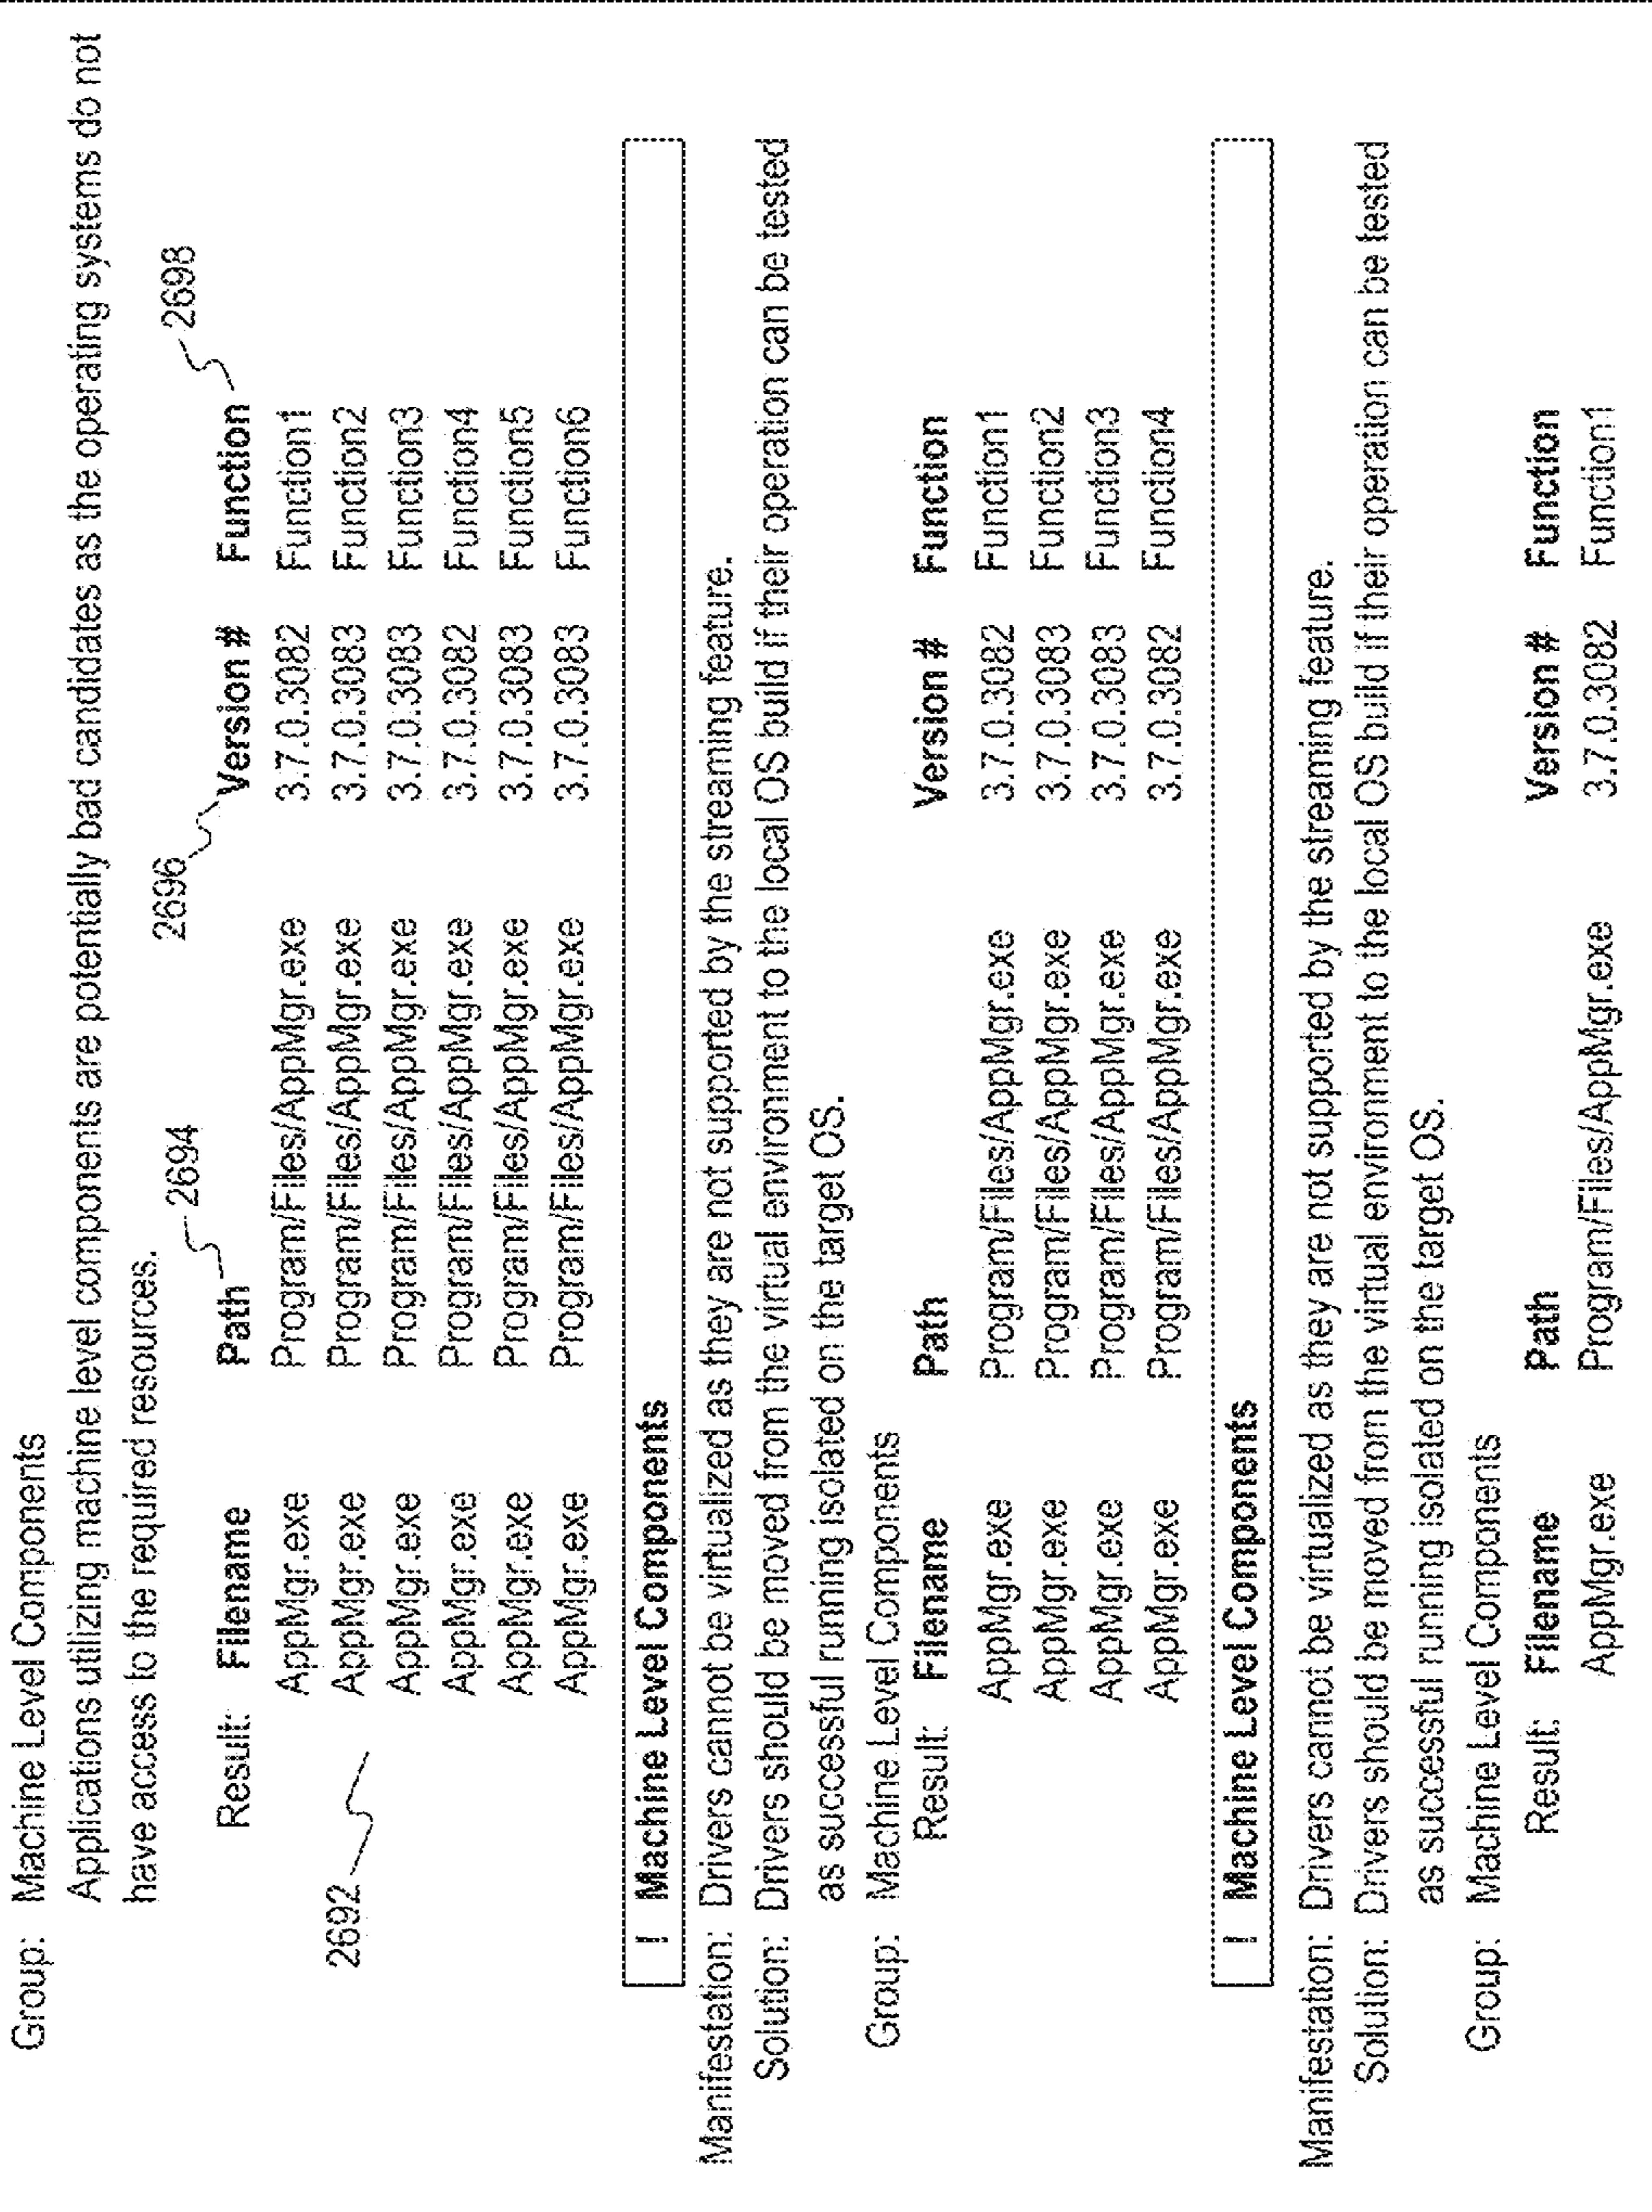 Group: Machine Level Components
Applications utilizing machine level components are potentially bad candidates as the operating systems do not
have access to the required resources.
2694
2696
2698
Result: Filename Path Version # Function
AppMgr.exe Program/Files/AppMgr.exe 3.7.0.3082 Function1
AppMgr.exe Program/Files/AppMgr.exe 3.7.0.3083 Function2
AppMgr.exe Program/Files/AppMgr.exe 3.7.0.3083 Function3
AppMgr.exe Program/Files/AppMgr.exe 3.7.0.3082 Function4
AppMgr.exe Program/Files/AppMgr.exe 3.7.0.3083 Function5
AppMgr.exe Program/Files/AppMgr.exe 3.7.0.3083 Function6
2692
! Machine Level Components
Manifestation: Drivers cannot be virtualized as they are not supported by the streaming feature.
Solution: Drivers should be moved from the virtual environment to the local OS build if their operation can be tested
as successful running isolated on the target OS.
Group: Machine Level Components
Result: Filename Path Version # Function
AppMgr.exe Program/Files/AppMgr.exe 3.7.0.3082 Function1
AppMgr.exe Program/Files/AppMgr.exe 3.7.0.3083 Function2
AppMgr.exe Program/Files/AppMgr.exe 3.7.0.3083 Function3
AppMgr.exe Program/Files/AppMgr.exe 3.7.0.3082 Function4
! Machine Level Components
Manifestation: Drivers cannot be virtualized as they are not supported by the streaming feature.
Solution: Drivers should be moved from the virtual environment to the local OS build if their operation can be tested
as successful running isolated on the target OS.
Group: Machine Level Components
Result: Filename Path Version # Function
AppMgr.exe Program/Files/AppMgr.exe 3.7.0.3082 Function1